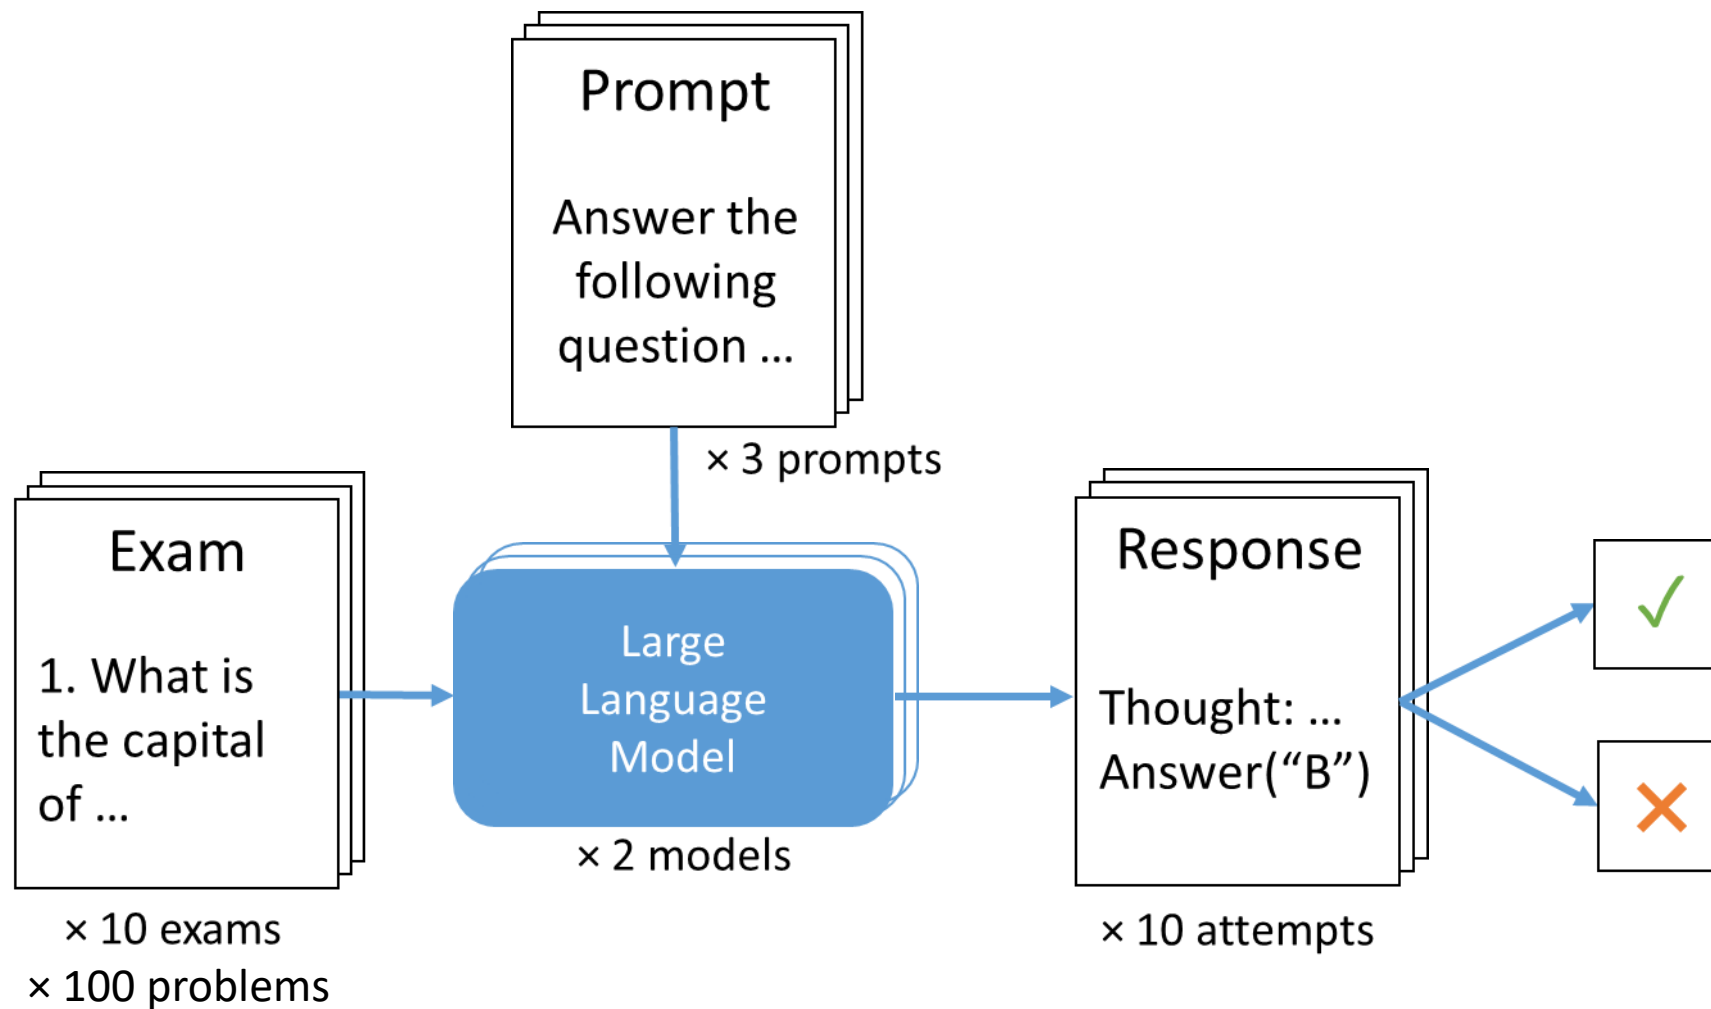 Prompt
Answer the
following
question ...
× 3 prompts
Exam
1. What is
the capital
of ...
× 10 exams
× 100 problems
Large
Language
Model
× 2 models
Response
Thought: ...
Answer(“B”)
× 10 attempts